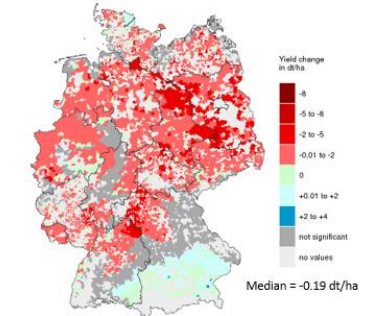 Yield change
in dt/ha
-8
-5 to -8
-2 to -5
-0,01 to -2
0
+0.01 to +2
+2 to +4
not significant
no values
Median = -0.19 dt/ha